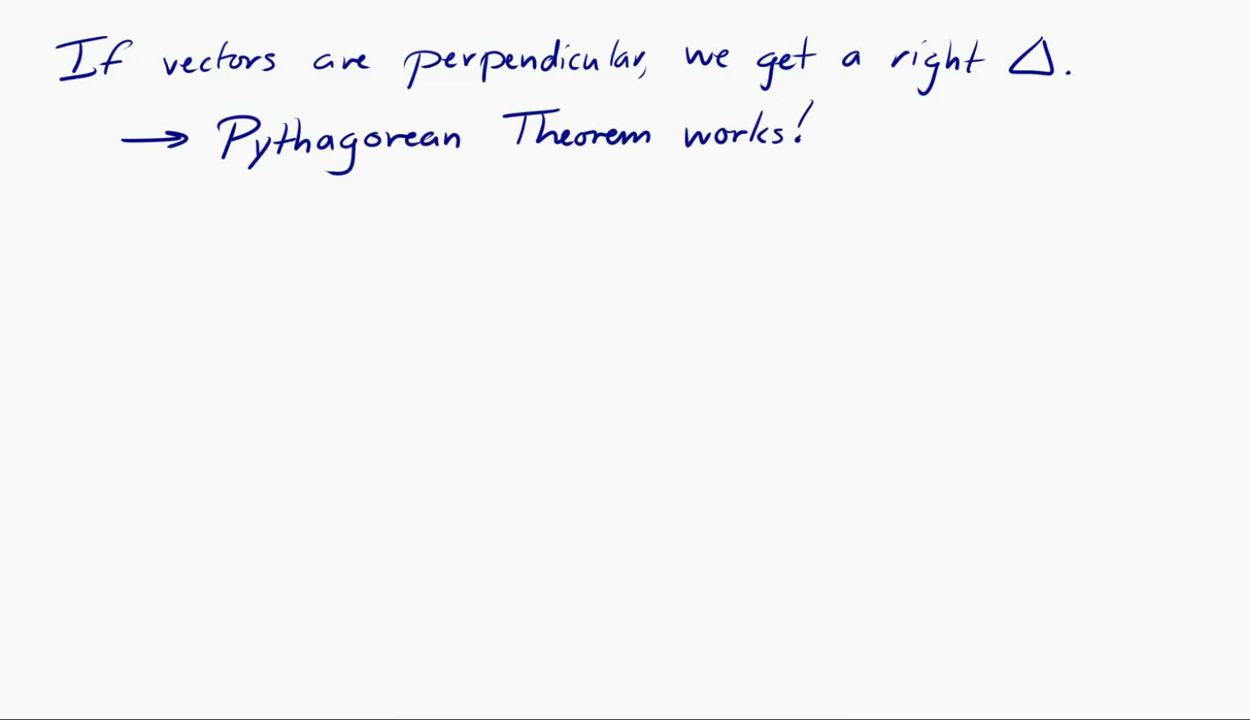 If vectors are perpendicular, we get a right △.
→ Pythagorean Theorem works!